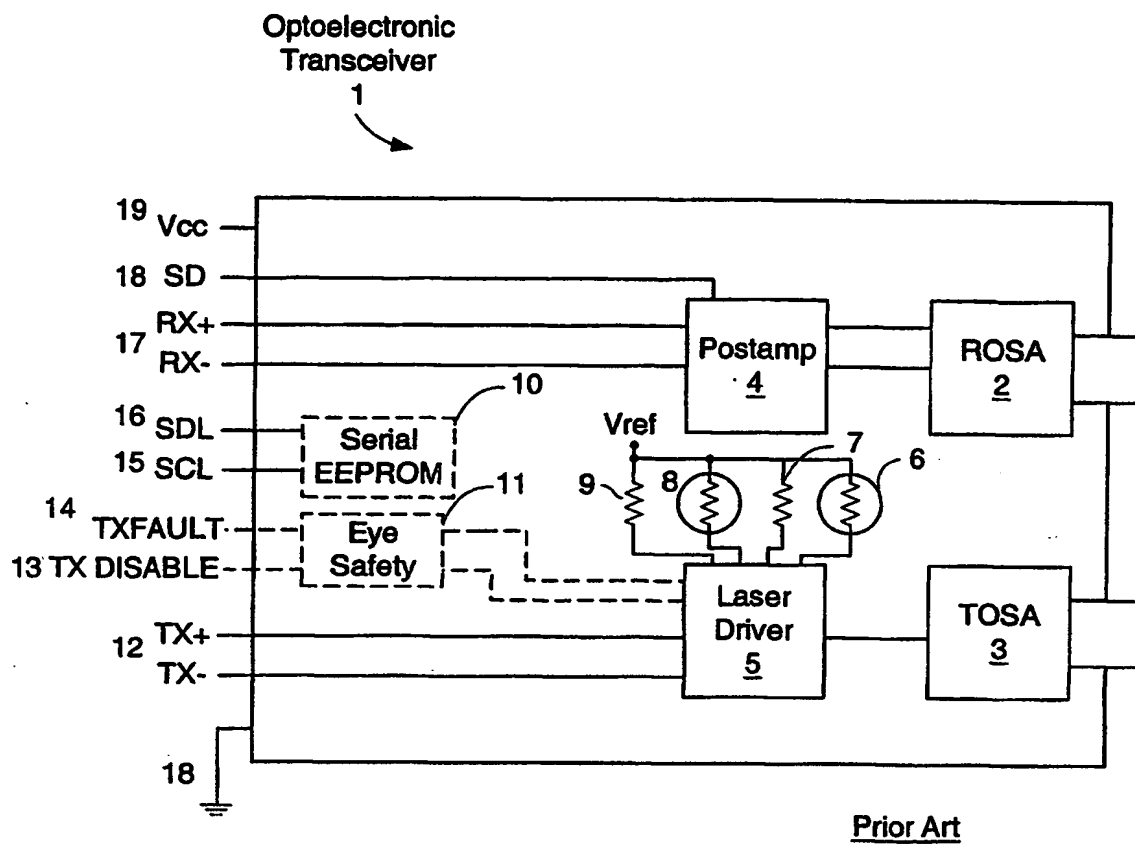 Optoelectronic
Transceiver
1
19 Vcc
18 SD
RX+
17
RX-
16 SDL
15 SCL
14
TXFAULT
13 TX DISABLE
12 TX+
TX-
18
10
Serial
EEPROM
11
Eye
Safety
Postamp
4
ROSA
2
Vref
9
8
7
6
Laser
Driver
5
TOSA
3
Prior Art